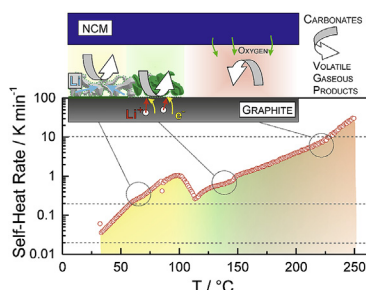 NCM
CARBONATES
OXYGEN
VOLATILE
GASEOUS
PRODUCTS
Li
Li⁺
e⁻
GRAPHITE
Self-Heat Rate / K min⁻¹
100
10
1
0.1
0.01
0
50
100
150
200
250
T / °C